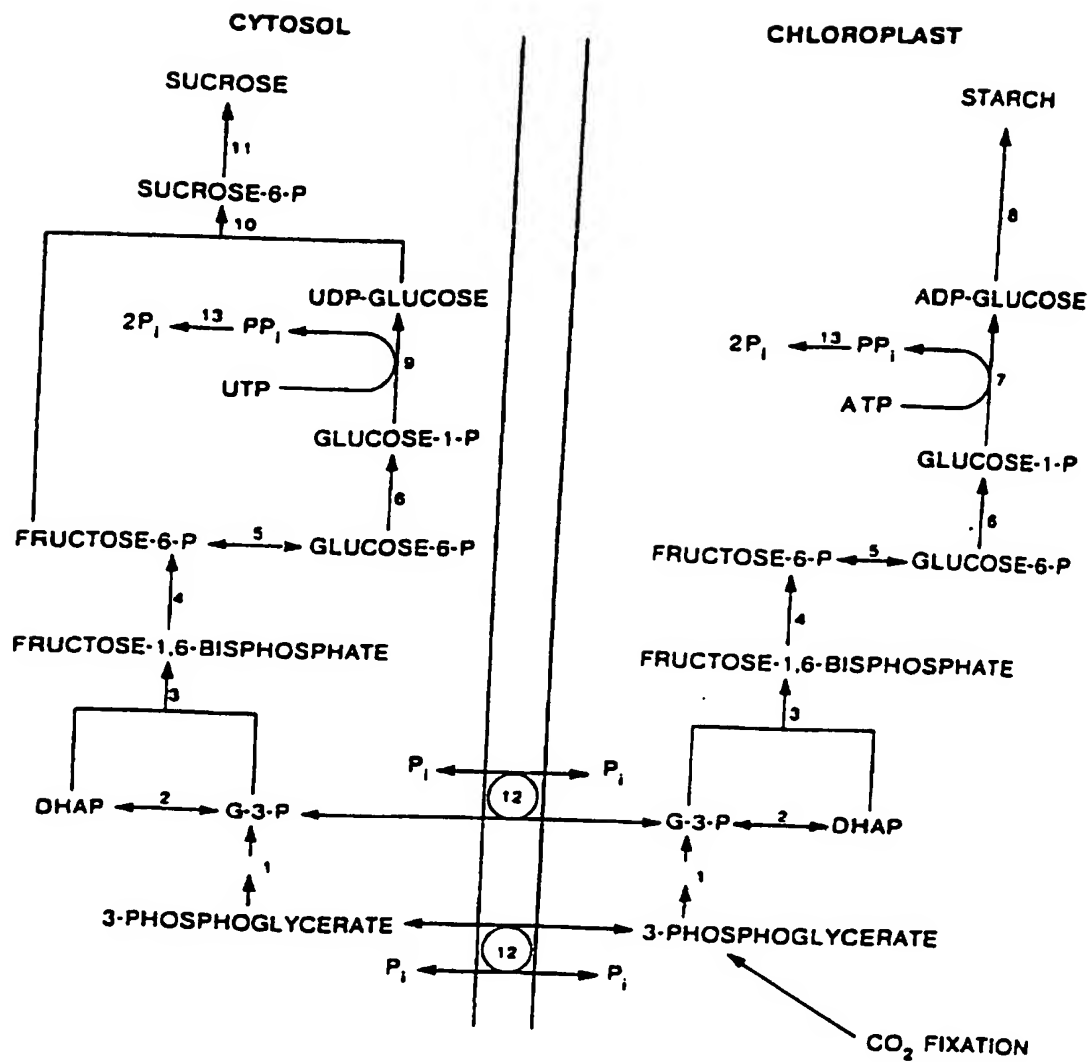 CYTOSOL
SUCROSE
11
SUCROSE-6-P
10
UDP-GLUCOSE
2Pi 13 PPi
9
UTP
GLUCOSE-1-P
6
FRUCTOSE-6-P 5 GLUCOSE-6-P
4
FRUCTOSE-1,6-BISPHOSPHATE
3
DHAP 2 G-3-P
1
3-PHOSPHOGLYCERATE
Pi 12 Pi
12
Pi Pi
CHLOROPLAST
STARCH
8
ADP-GLUCOSE
2Pi 13 PPi
7
ATP
GLUCOSE-1-P
6
FRUCTOSE-6-P 5 GLUCOSE-6-P
4
FRUCTOSE-1,6-BISPHOSPHATE
3
G-3-P 2 DHAP
1
3-PHOSPHOGLYCERATE
CO2 FIXATION